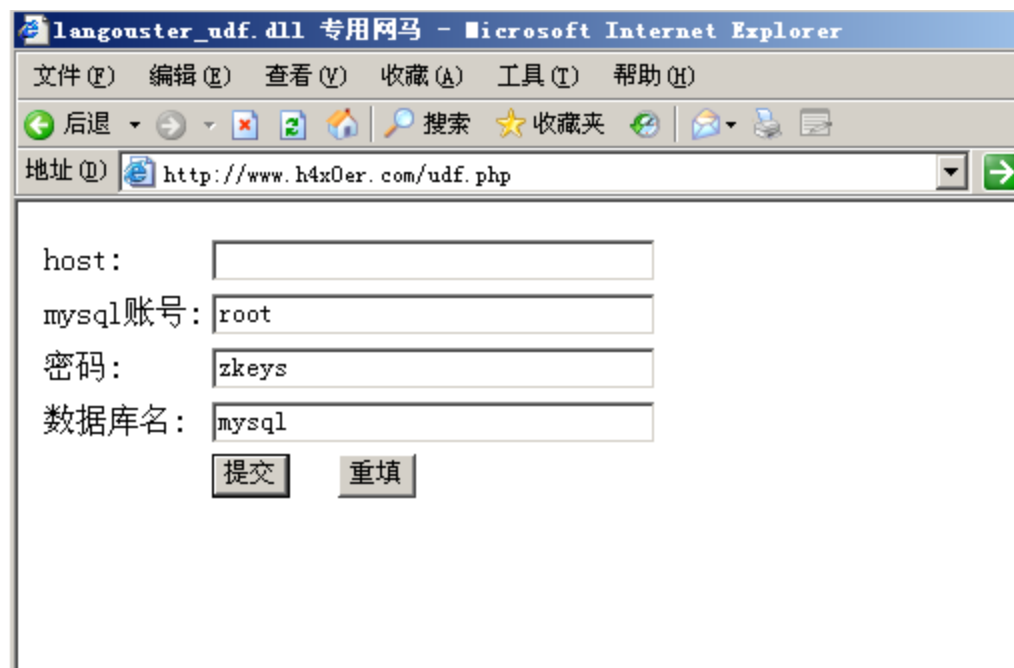 langouster_udf.dll 专用网马 - Microsoft Internet Explorer
文件(F) 编辑(E) 查看(V) 收藏(A) 工具(T) 帮助(H)
后退 搜索 收藏夹
地址(D) http://www.h4x0er.com/udf.php
host:
mysql账号: root
密码: zkeys
数据库名: mysql
提交 重填